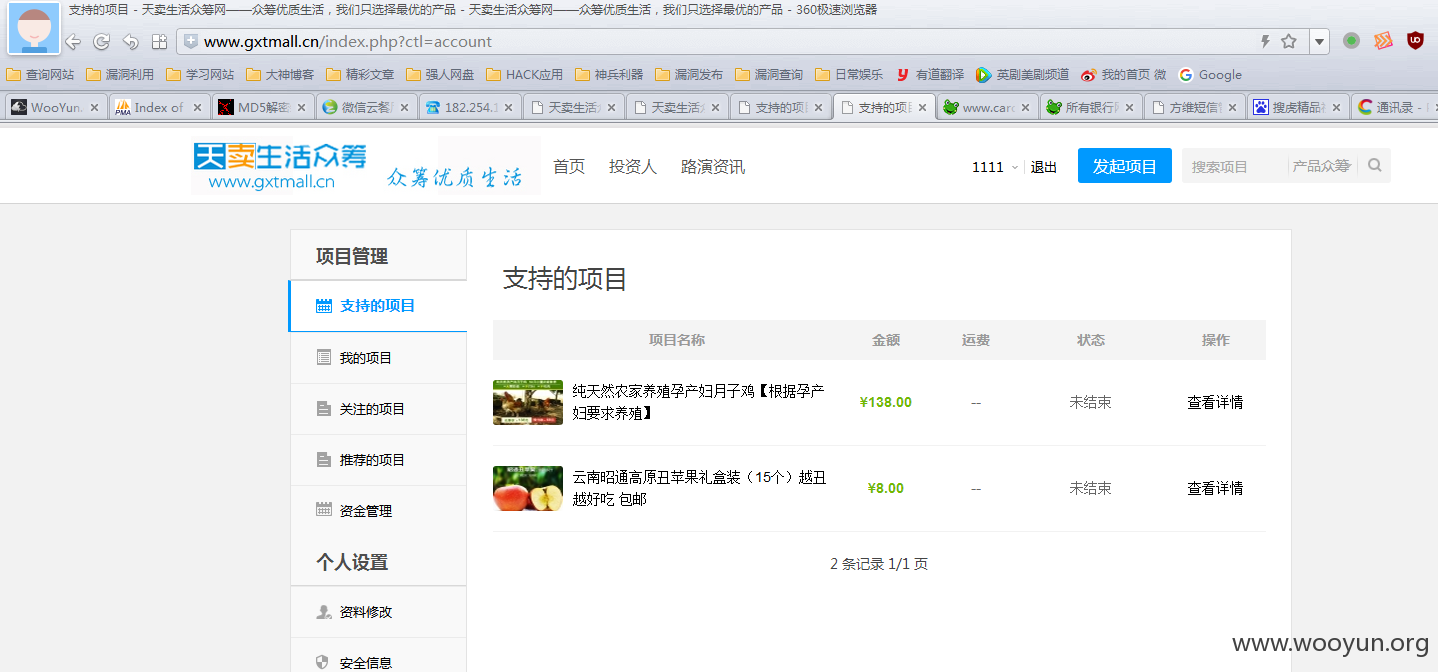 支持的项目 - 天卖生活众筹网——众筹优质生活，我们只选择最优的产品 - 天卖生活众筹网——众筹优质生活，我们只选择最优的产品 - 360极速浏览器
www.gxtmall.cn/index.php?ctl=account
查询网站 漏洞利用 学习网站 大神博客 精彩文章 强人网盘 HACK应用 神兵利器 漏洞发布 漏洞查询 日常娱乐 有道翻译 英剧美剧频道 我的首页 微 Google
WooYun. Index of MD5解密 微信云餐 182.254.1 天卖生活 天卖生活 支持的项 支持的项目 www.card 所有银行 方维短信 搜虎精品 通讯录 -
天卖生活众筹
www.gxtmall.cn
众筹优质生活
首页 投资人 路演资讯
1111 退出 发起项目 搜索项目 产品众筹
项目管理
支持的项目
我的项目
关注的项目
推荐的项目
资金管理
个人设置
资料修改
安全信息
支持的项目
项目名称 金额 运费 状态 操作
纯天然农家养殖孕产妇月子鸡【根据孕产
妇要求养殖】
¥138.00 -- 未结束 查看详情
云南昭通高原丑苹果礼盒装（15个）越丑
越好吃 包邮
¥8.00 -- 未结束 查看详情
2 条记录 1/1 页
www.wooyun.org